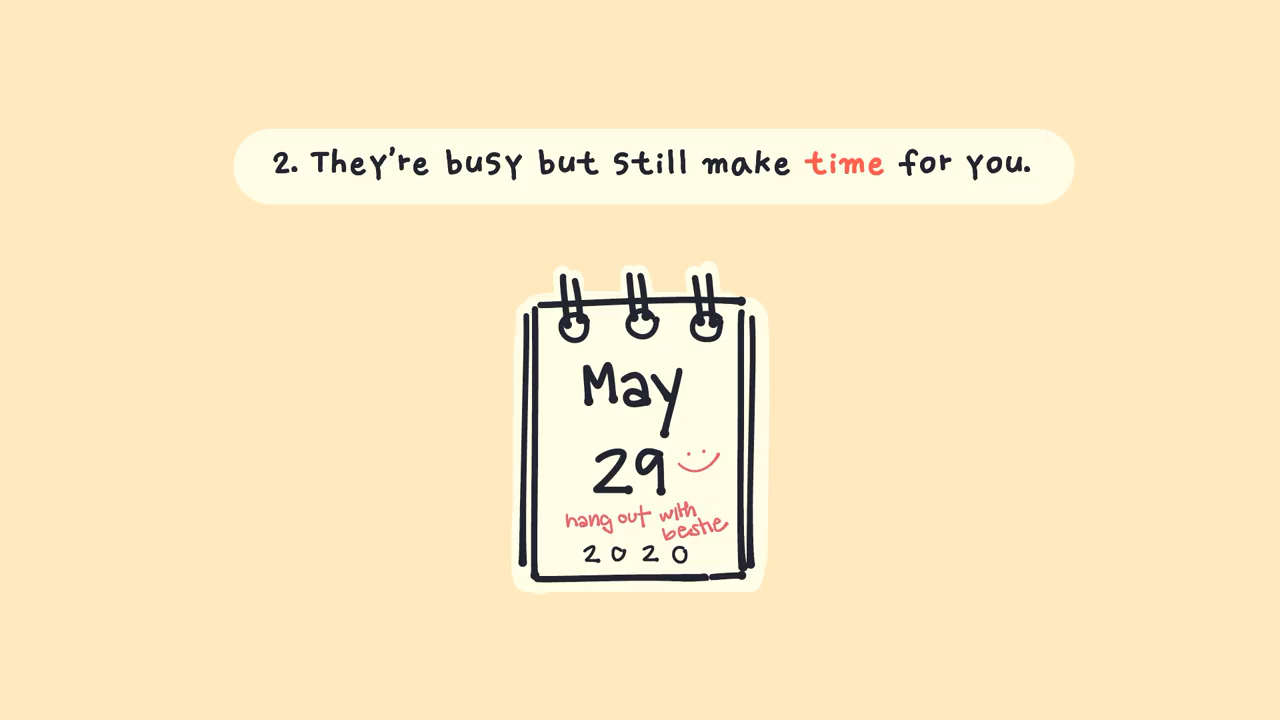 2. They're busy but still make time for you.
May
29
hang out with
bestie
2020